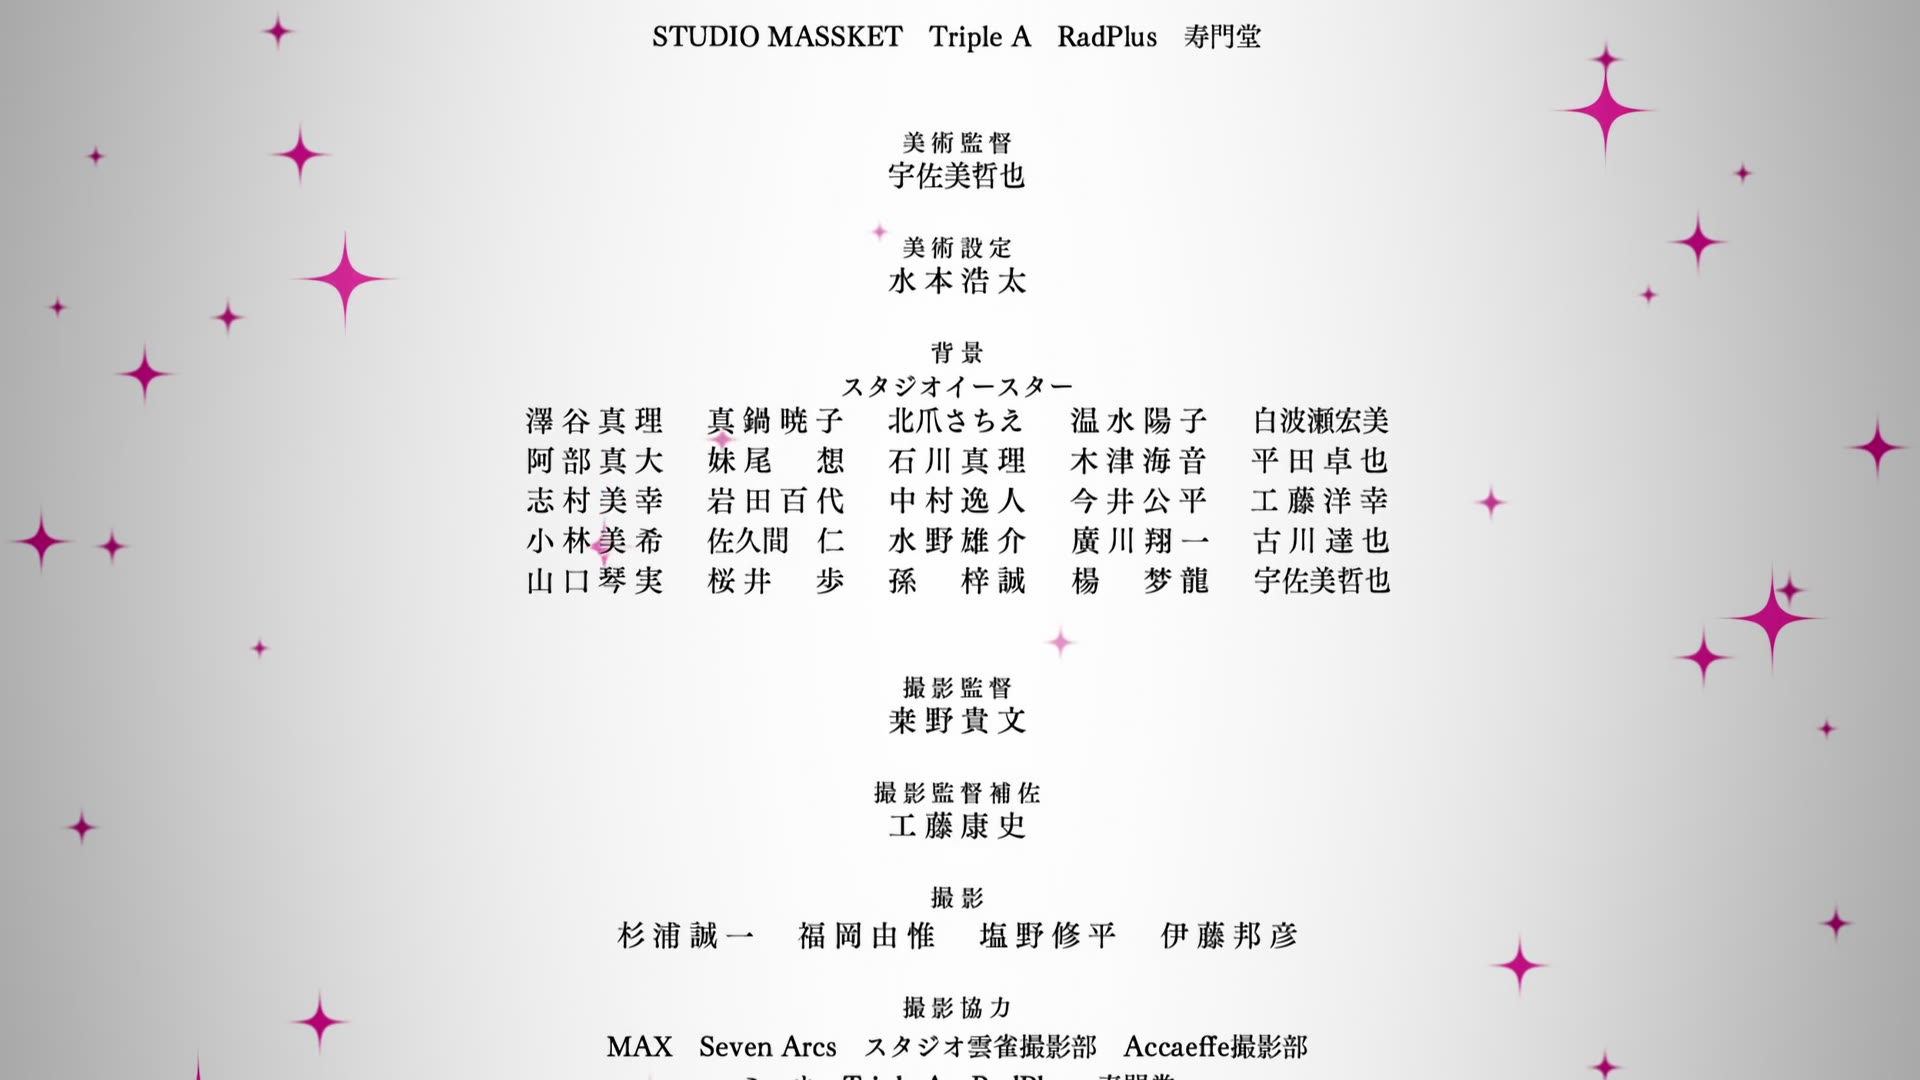 STUDIO MASSKET　Triple A　RadPlus　寿門堂
美術監督
宇佐美哲也
美術設定
水本浩太
背景
スタジオイースター
澤谷真理　真鍋暁子　北爪さちえ　温水陽子　白波瀬宏美
阿部真大　妹尾　想　石川真理　木津海音　平田卓也
志村美幸　岩田百代　中村逸人　今井公平　工藤洋幸
小林美希　佐久間　仁　水野雄介　廣川翔一　古川達也
山口琴実　桜井　歩　孫　梓誠　楊　梦龍　宇佐美哲也
撮影監督
桒野貴文
撮影監督補佐
工藤康史
撮影
杉浦誠一　福岡由惟　塩野修平　伊藤邦彦
撮影協力
MAX　Seven Arcs　スタジオ雲雀撮影部　Accaeffe撮影部
Triple A　RadPlus　寿門堂